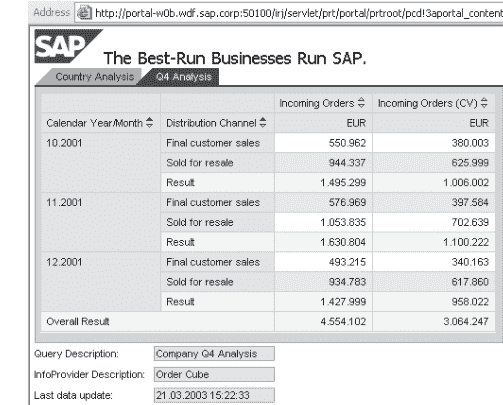 Address http://portal-w0b.wdf.sap.corp:50100/irj/servlet/prt/portal/prtroot/pcd!3aportal_content
SAP The Best-Run Businesses Run SAP.
Country Analysis Q4 Analysis
Incoming Orders Incoming Orders (CV)
Calendar Year/Month Distribution Channel EUR EUR
10.2001 Final customer sales 550.962 380.003
Sold for resale 944.337 625.999
Result 1.495.299 1.006.002
11.2001 Final customer sales 576.969 397.584
Sold for resale 1.053.835 702.639
Result 1.630.804 1.100.222
12.2001 Final customer sales 493.215 340.163
Sold for resale 934.783 617.860
Result 1.427.999 958.022
Overall Result 4.554.102 3.064.247
Query Description: Company Q4 Analysis
InfoProvider Description: Order Cube
Last data update: 21.03.2003 15:22:33